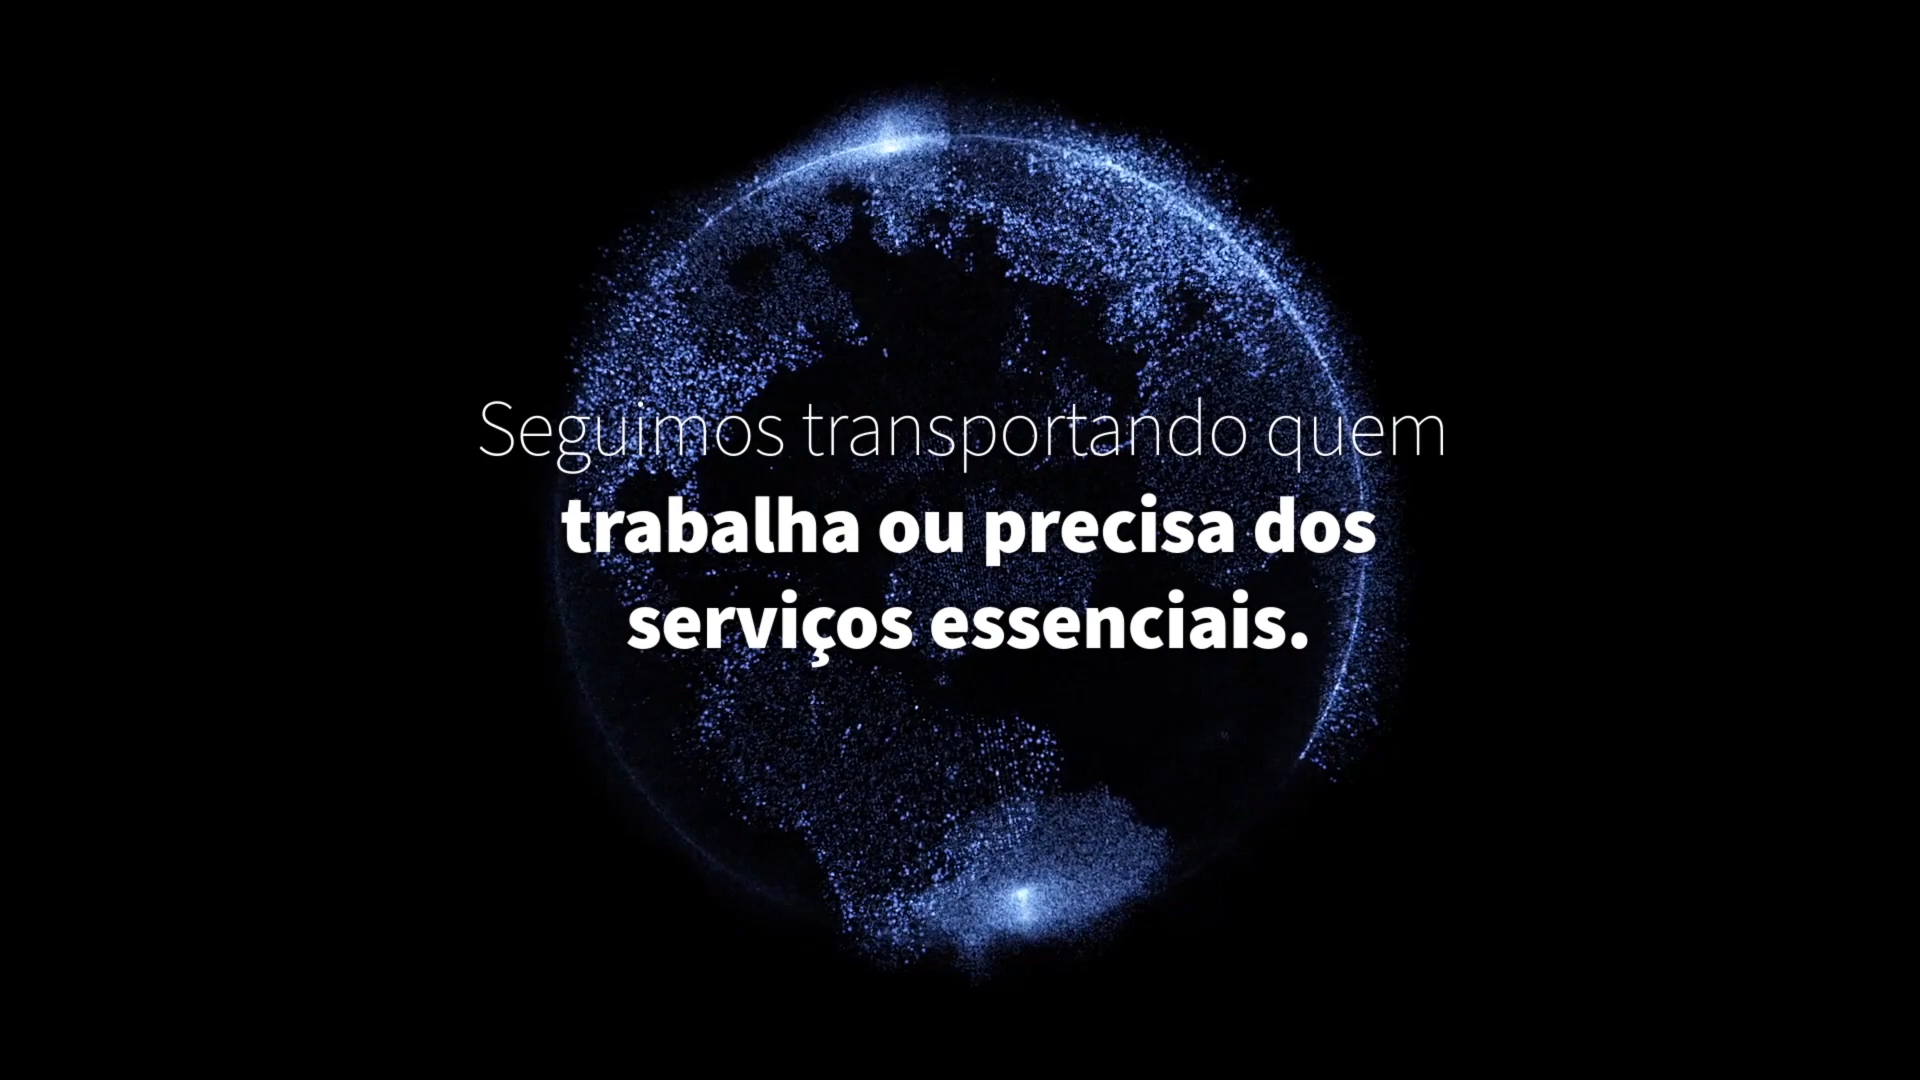 Seguimos transportando quem
trabalha ou precisa dos
serviços essenciais.